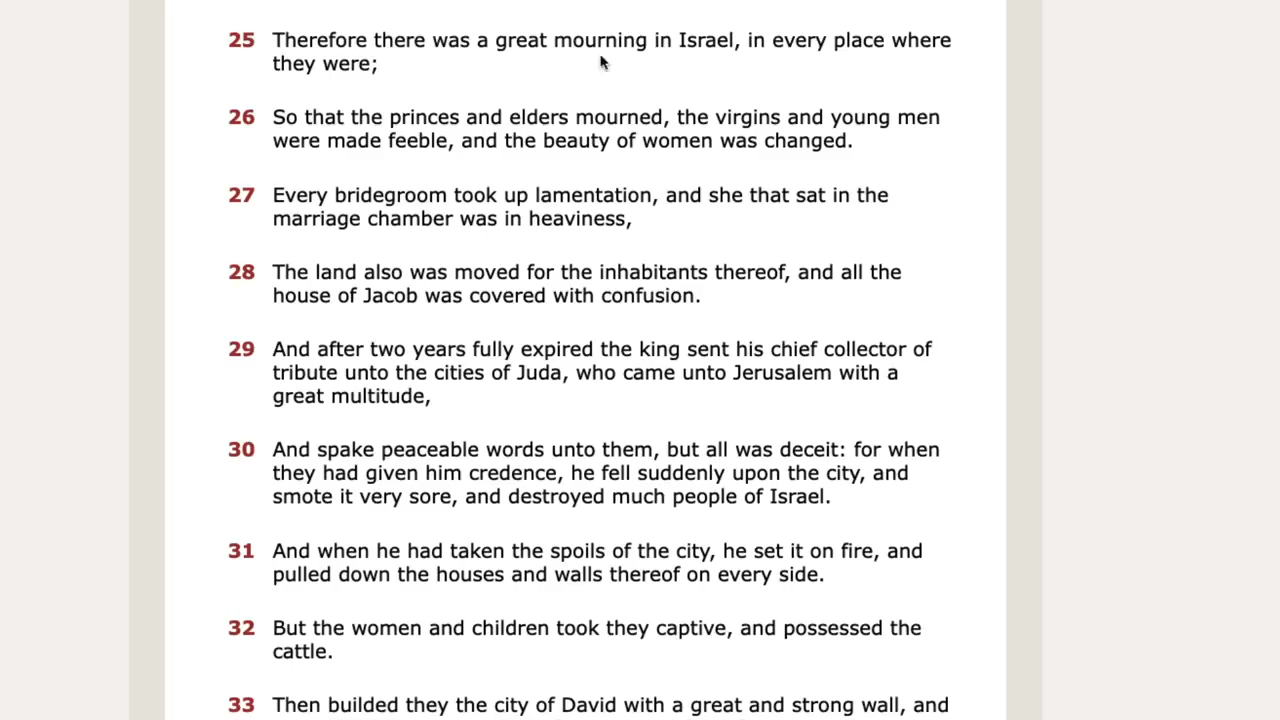 25 Therefore there was a great mourning in Israel, in every place where
they were;
26 So that the princes and elders mourned, the virgins and young men
were made feeble, and the beauty of women was changed.
27 Every bridegroom took up lamentation, and she that sat in the
marriage chamber was in heaviness,
28 The land also was moved for the inhabitants thereof, and all the
house of Jacob was covered with confusion.
29 And after two years fully expired the king sent his chief collector of
tribute unto the cities of Juda, who came unto Jerusalem with a
great multitude,
30 And spake peaceable words unto them, but all was deceit: for when
they had given him credence, he fell suddenly upon the city, and
smote it very sore, and destroyed much people of Israel.
31 And when he had taken the spoils of the city, he set it on fire, and
pulled down the houses and walls thereof on every side.
32 But the women and children took they captive, and possessed the
cattle.
33 Then builded they the city of David with a great and strong wall, and